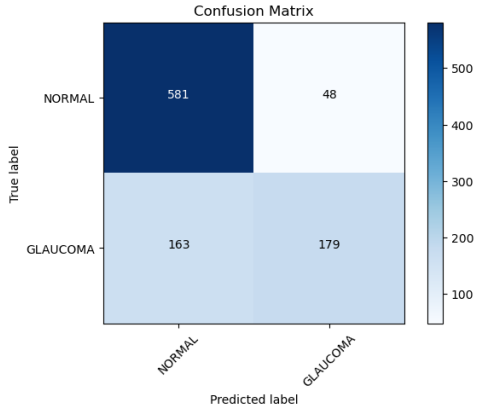 Confusion Matrix
True label
NORMAL
581 48
GLAUCOMA
163 179
NORMAL GLAUCOMA
Predicted label
500
400
300
200
100